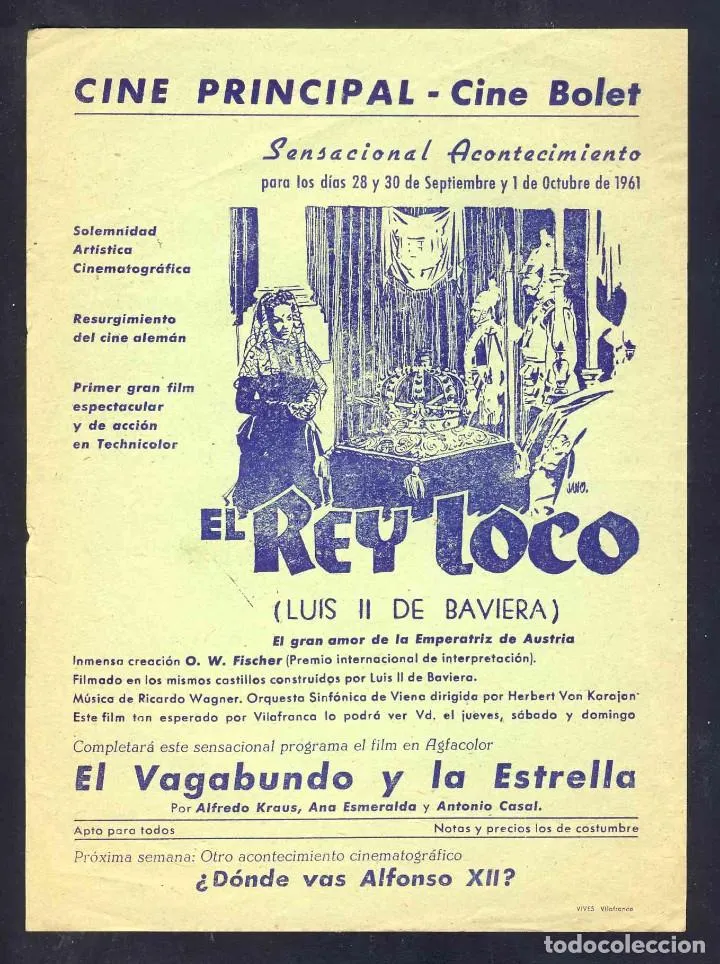 CINE PRINCIPAL - Cine Bolet
Sensacional Acontecimiento
para los días 28 y 30 de Septiembre y 1 de Octubre de 1961
Solemnidad
Artística
Cinematográfica
Resurgimiento
del cine alemán
Primer gran film
espectacular
y de acción
en Technicolor
JANO.
EL REY LOCO
(LUIS II DE BAVIERA)
El gran amor de la Emperatriz de Austria
Inmensa creación O. W. Fischer (Premio internacional de interpretación).
Filmado en los mismos castillos construídos por Luis II de Baviera.
Música de Ricardo Wagner. Orquesta Sinfónica de Viena dirigida por Herbert Von Karajan
Este film tan esperado por Vilafranca lo podrá ver Vd. el jueves, sábado y domingo
Completará este sensacional programa el film en Agfacolor
El Vagabundo y la Estrella
Por Alfredo Kraus, Ana Esmeralda y Antonio Casal.
Apto para todos Notas y precios los de costumbre
Próxima semana: Otro acontecimiento cinematográfico
¿Dónde vas Alfonso XII?
VIVES Vilafranca
todocoleccion